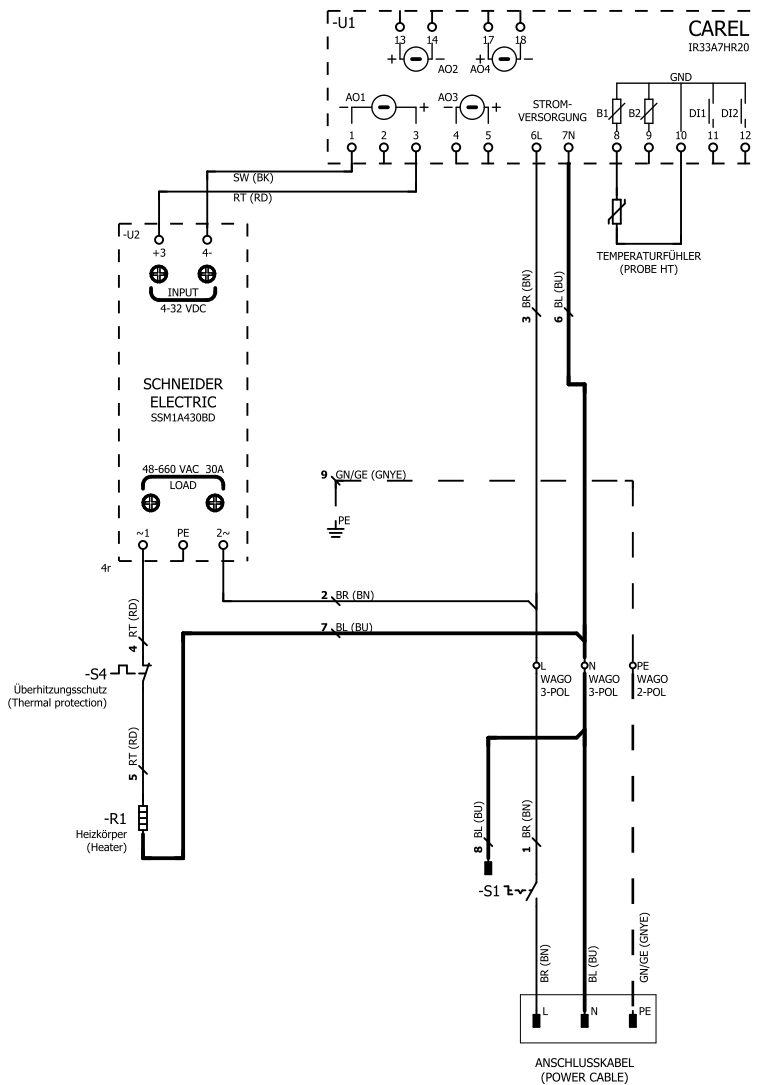 -U1
CAREL
IR33A7HR20
13 14 17 18
+ − AO2 AO4 + −
GND
− AO1 + AO3 +
STROM-
VERSORGUNG
B1 B2 DI1 DI2
1 2 3 4 5 6L 7N 8 9 10 11 12
SW (BK)
RT (RD)
-U2
+3 4-
INPUT
4-32 VDC
TEMPERATURFÜHLER
(PROBE HT)
3 BR (BN)
6 BL (BU)
SCHNEIDER
ELECTRIC
SSM1A430BD
48-660 VAC 30A
LOAD
9 GN/GE (GNYE)
PE
~1 PE 2~
4r
2 BR (BN)
7 BL (BU)
4 RT (RD)
-S4
Überhitzungsschutz
(Thermal protection)
L
WAGO
3-POL
N
WAGO
3-POL
PE
WAGO
2-POL
5 RT (RD)
-R1
Heizkörper
(Heater)
8 BL (BU)
1 BR (BN)
-S1
BR (BN)
BL (BU)
GN/GE (GNYE)
L N PE
ANSCHLUSSKABEL
(POWER CABLE)